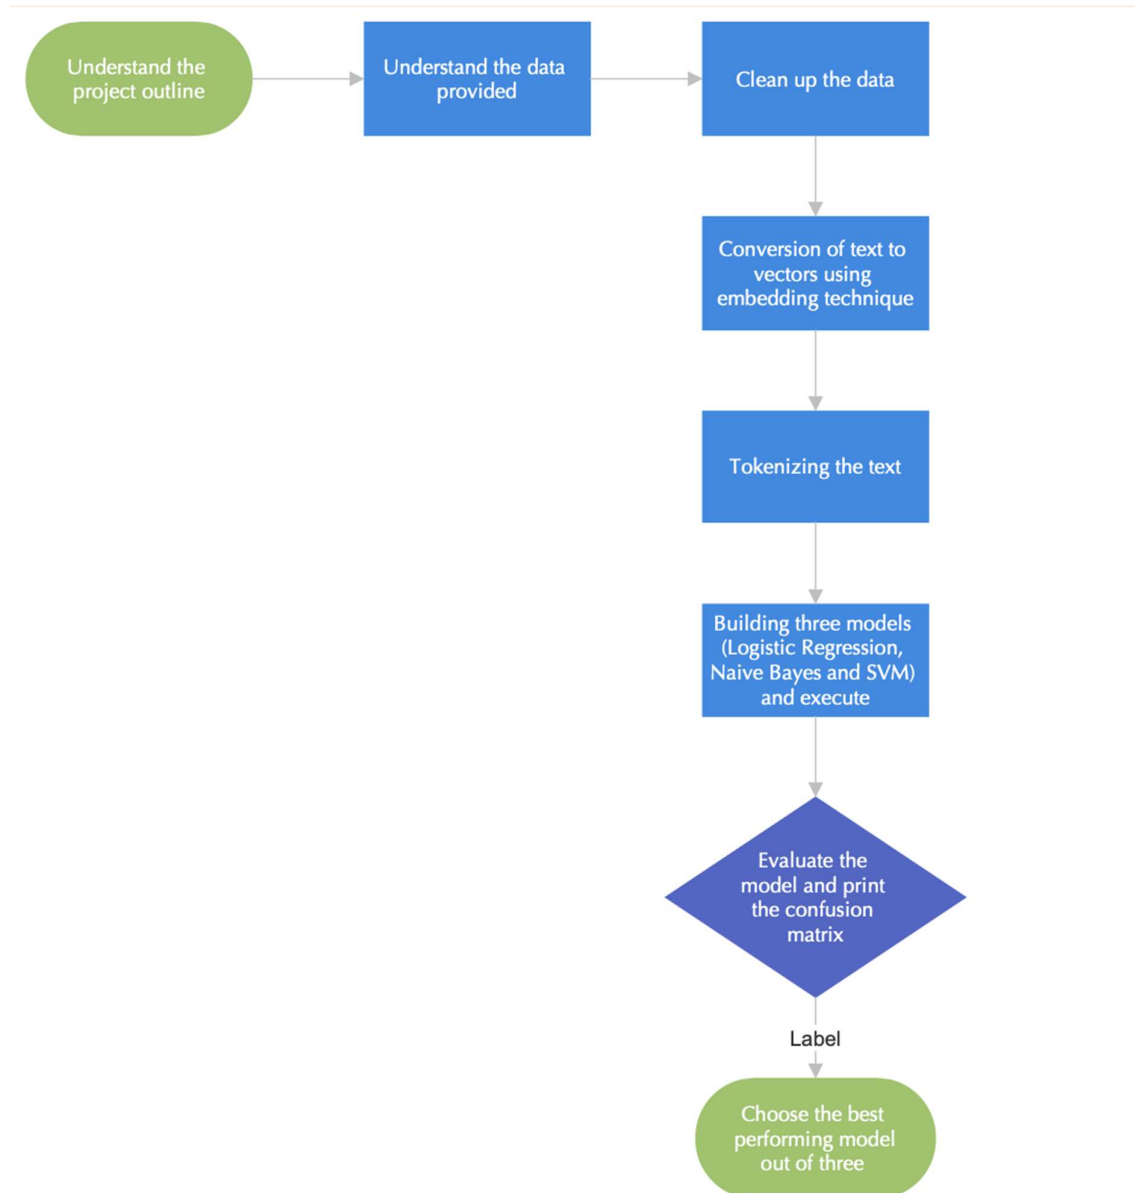 Understand the
project outline
Understand the data
provided
Clean up the data
Conversion of text to
vectors using
embedding technique
Tokenizing the text
Building three models
(Logistic Regression,
Naive Bayes and SVM)
and execute
Evaluate the
model and print
the confusion
matrix
Label
Choose the best
performing model
out of three